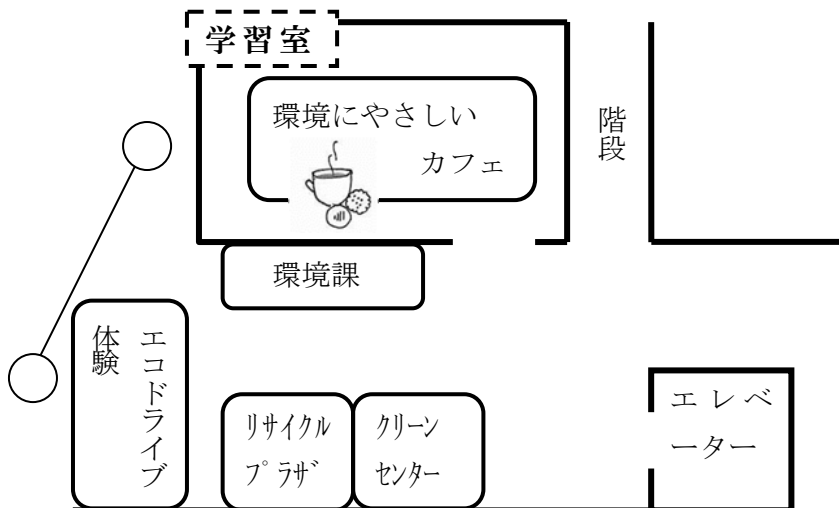 学習室
環境にやさしい
カフェ
階段
環境課
エコドライブ
体験
ﾘｻｲｸﾙ
ﾌﾟﾗｻﾞ
ｸﾘｰﾝ
ｾﾝﾀｰ
エレベ
ーター